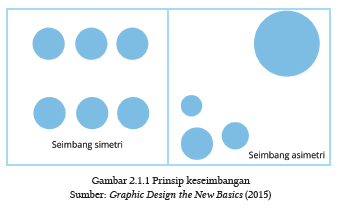 Seimbang simetri
Seimbang asimetri
Gambar 2.1.1 Prinsip keseimbangan
Sumber: Graphic Design the New Basics (2015)